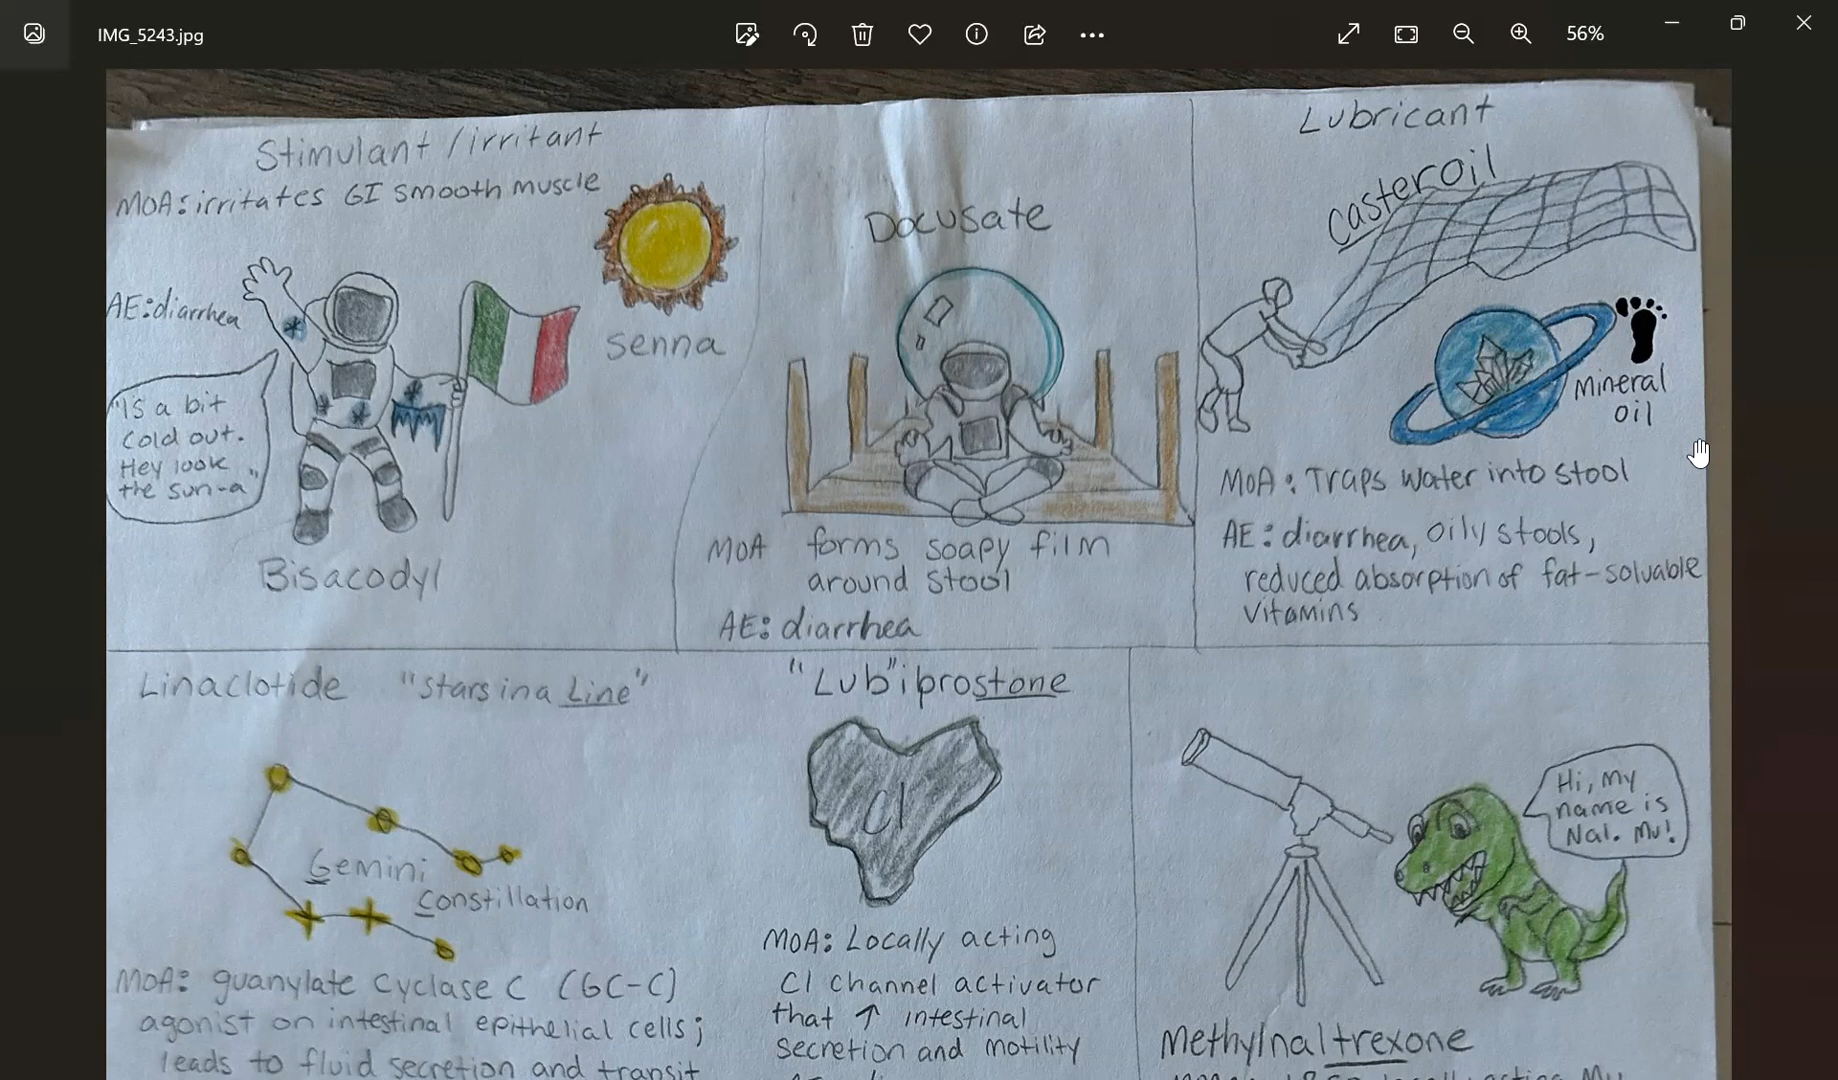 IMG_5243.jpg
56%
Stimulant / irritant
MOA: irritates GI smooth muscle
AE: diarrhea
senna
"Is a bit
cold out.
Hey look
the sun-a"
Bisacodyl
Docusate
MOA forms soapy film
around stool
AE: diarrhea
Lubricant
Casteroil
Mineral
oil
MOA: Traps water into stool
AE: diarrhea, oily stools,
reduced absorption of fat-soluable
vitamins
Linaclotide "stars in a Line"
Gemini
Constillation
MOA: guanylate cyclase C (GC-C)
agonist on intestinal epithelial cells;
leads to fluid secretion and transit
"Lub"iprostone
Cl
MOA: Locally acting
Cl channel activator
that ↑ intestinal
secretion and motility
Hi, my
name is
Nal. Mu!
Methylnaltrexone
locally acting Mu